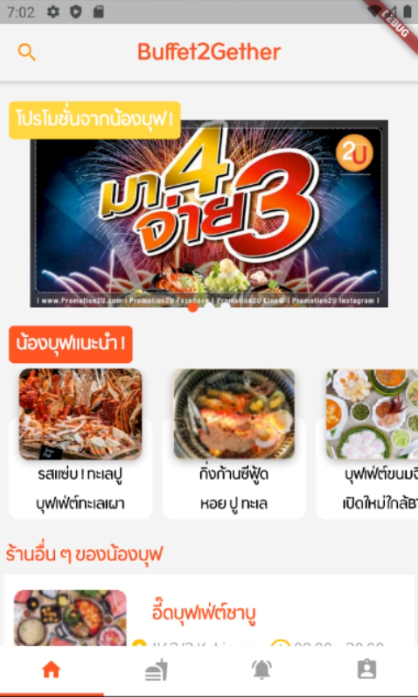 7:02
DEBUG
Buffet2Gether
โปรโมชั่นจากน้องบุฟ !
มา 4
จ่าย 3
2U
| www.Promotion2U.com | Promotion2U Facebook | Promotion2U Line@ | Promotion2U Instagram |
น้องบุฟแนะนำ !
รสแซ่บ ! ทะเลปู
บุฟเฟ่ต์ทะเลเผา
กิ่งก้านซีฟู้ด
หอย ปู ทะเล
บุฟเฟ่ต์ขนมจี
เปิดใหม่ใกล้BT
ร้านอื่น ๆ ของน้องบุฟ
อี๊ดบุฟเฟ่ต์ชาบู